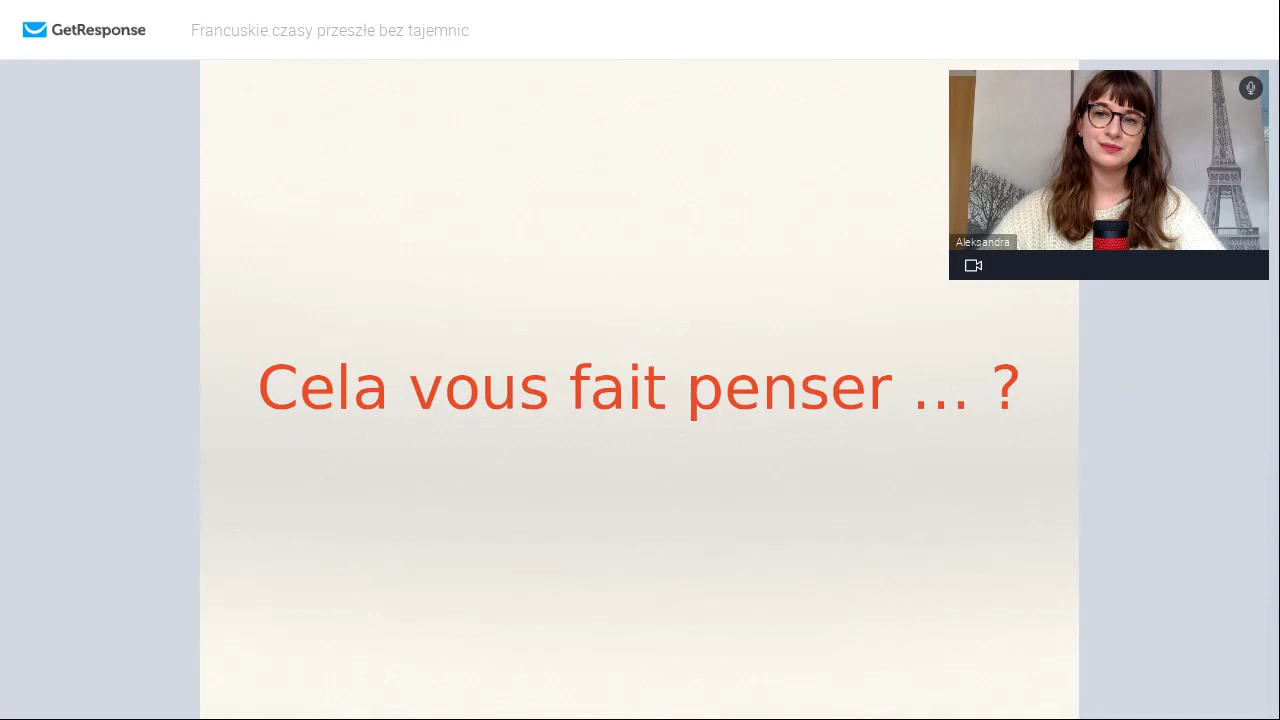 GetResponse
Francuskie czasy przeszłe bez tajemnic
Aleksandra
Cela vous fait penser ... ?